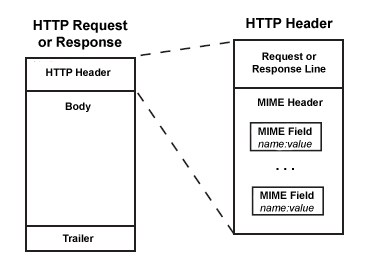 HTTP Request
or Response
HTTP Header
Body
Trailer
HTTP Header
Request or
Response Line
MIME Header
MIME Field
name:value
. . .
MIME Field
name:value